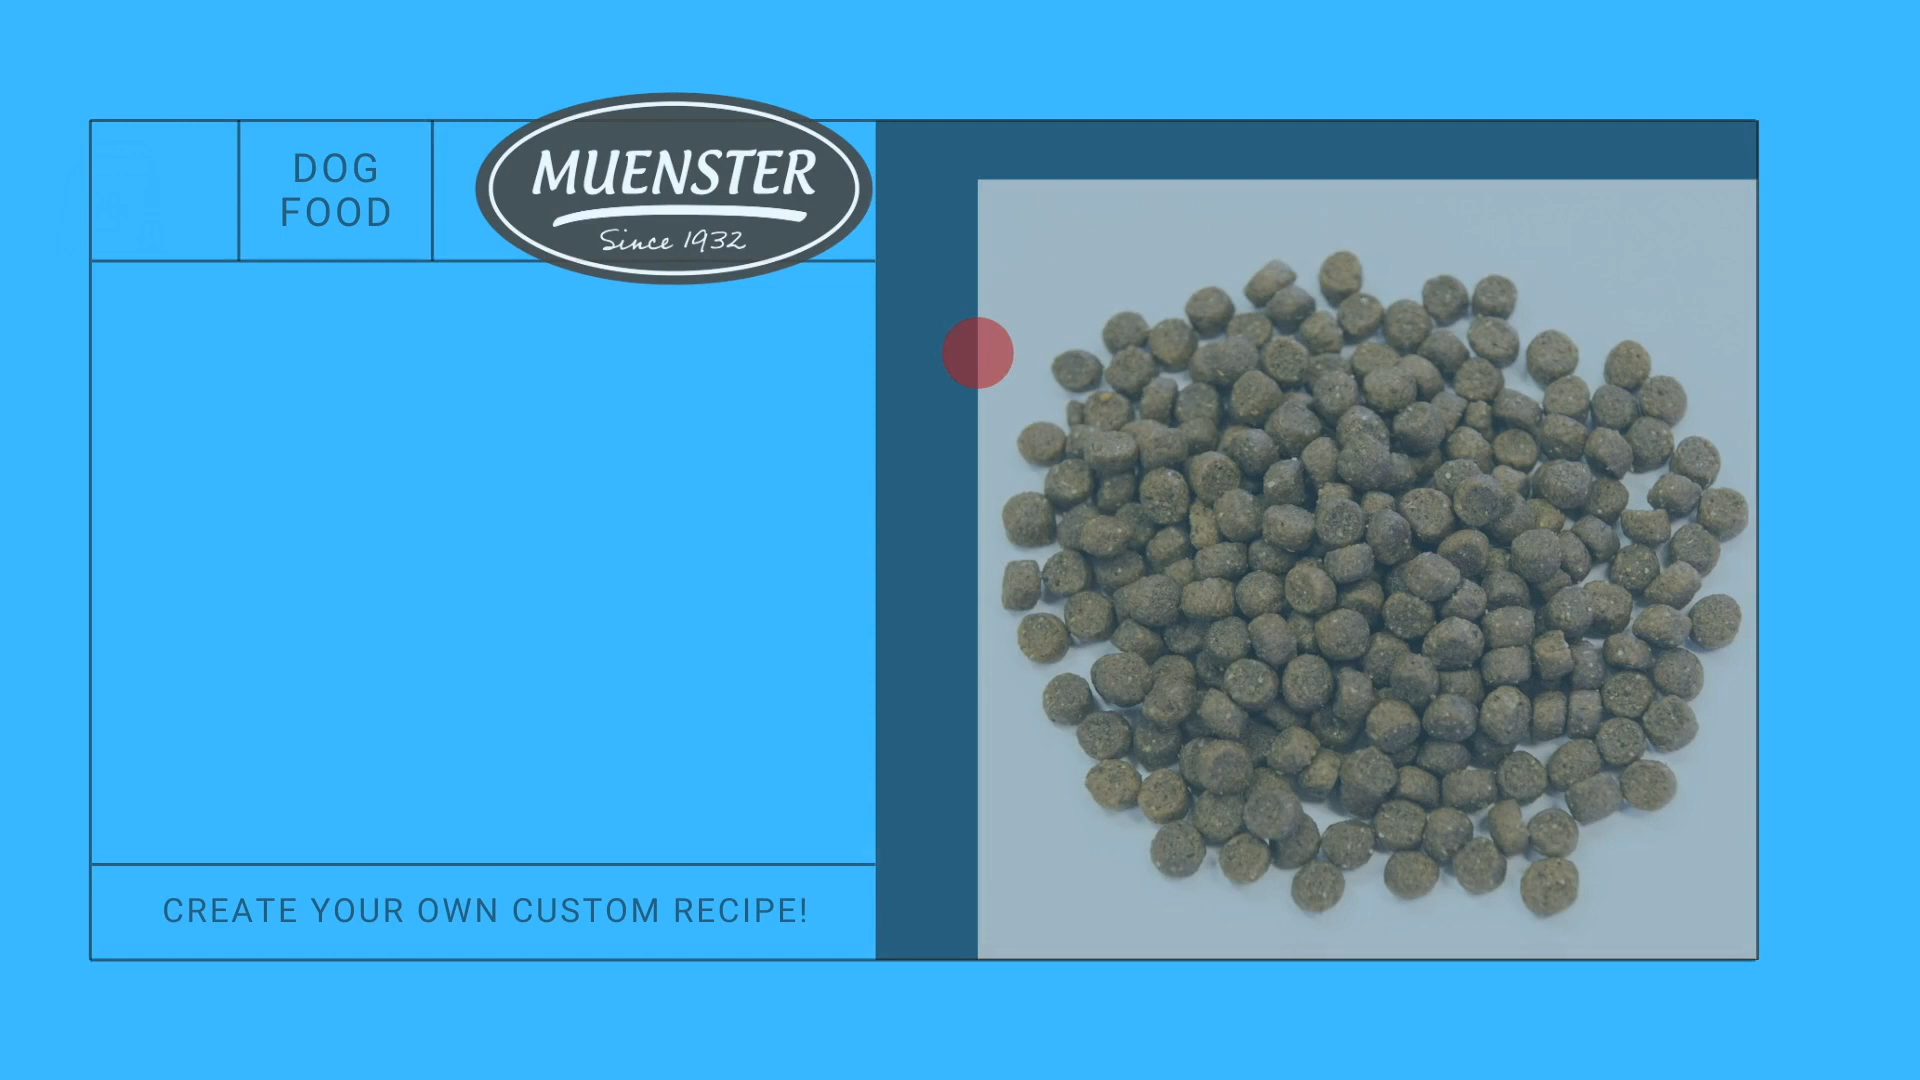 DOG
FOOD
MUENSTER
Since 1932
CREATE YOUR OWN CUSTOM RECIPE!